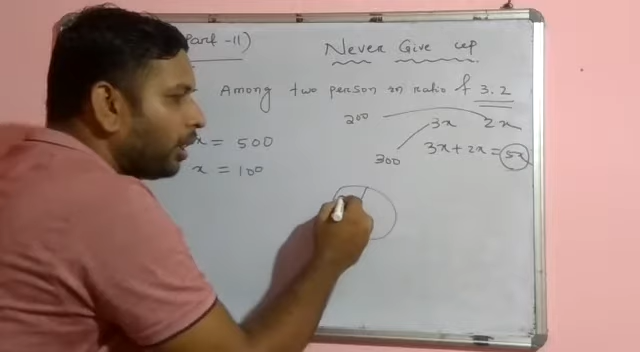 Part-11)
Never Give up
Among two person in ratio of 3.2
200
3x 2x
x = 500
300
3x + 2x = 5x
x = 100